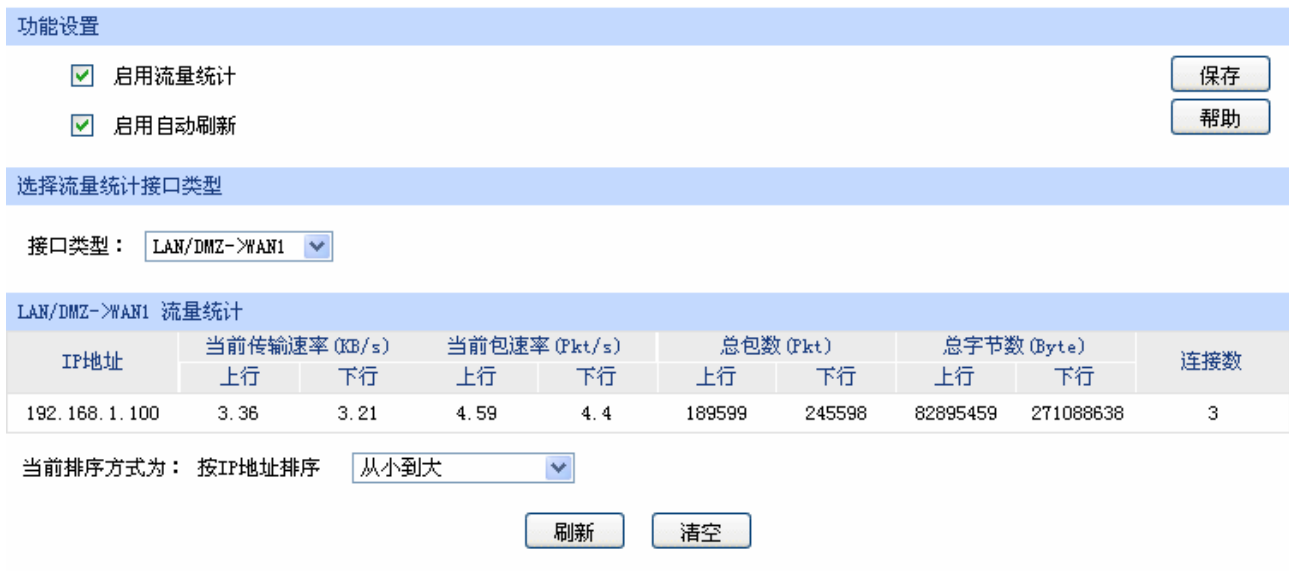 功能设置
启用流量统计
保存
启用自动刷新
帮助
选择流量统计接口类型
接口类型： LAN/DMZ->WAN1
LAN/DMZ->WAN1 流量统计
IP地址 当前传输速率(KB/s) 当前包速率(Pkt/s) 总包数(Pkt) 总字节数(Byte) 连接数
上行 下行 上行 下行 上行 下行 上行 下行
192.168.1.100 3.36 3.21 4.59 4.4 189599 245598 82895459 271088638 3
当前排序方式为： 按IP地址排序 从小到大
刷新 清空